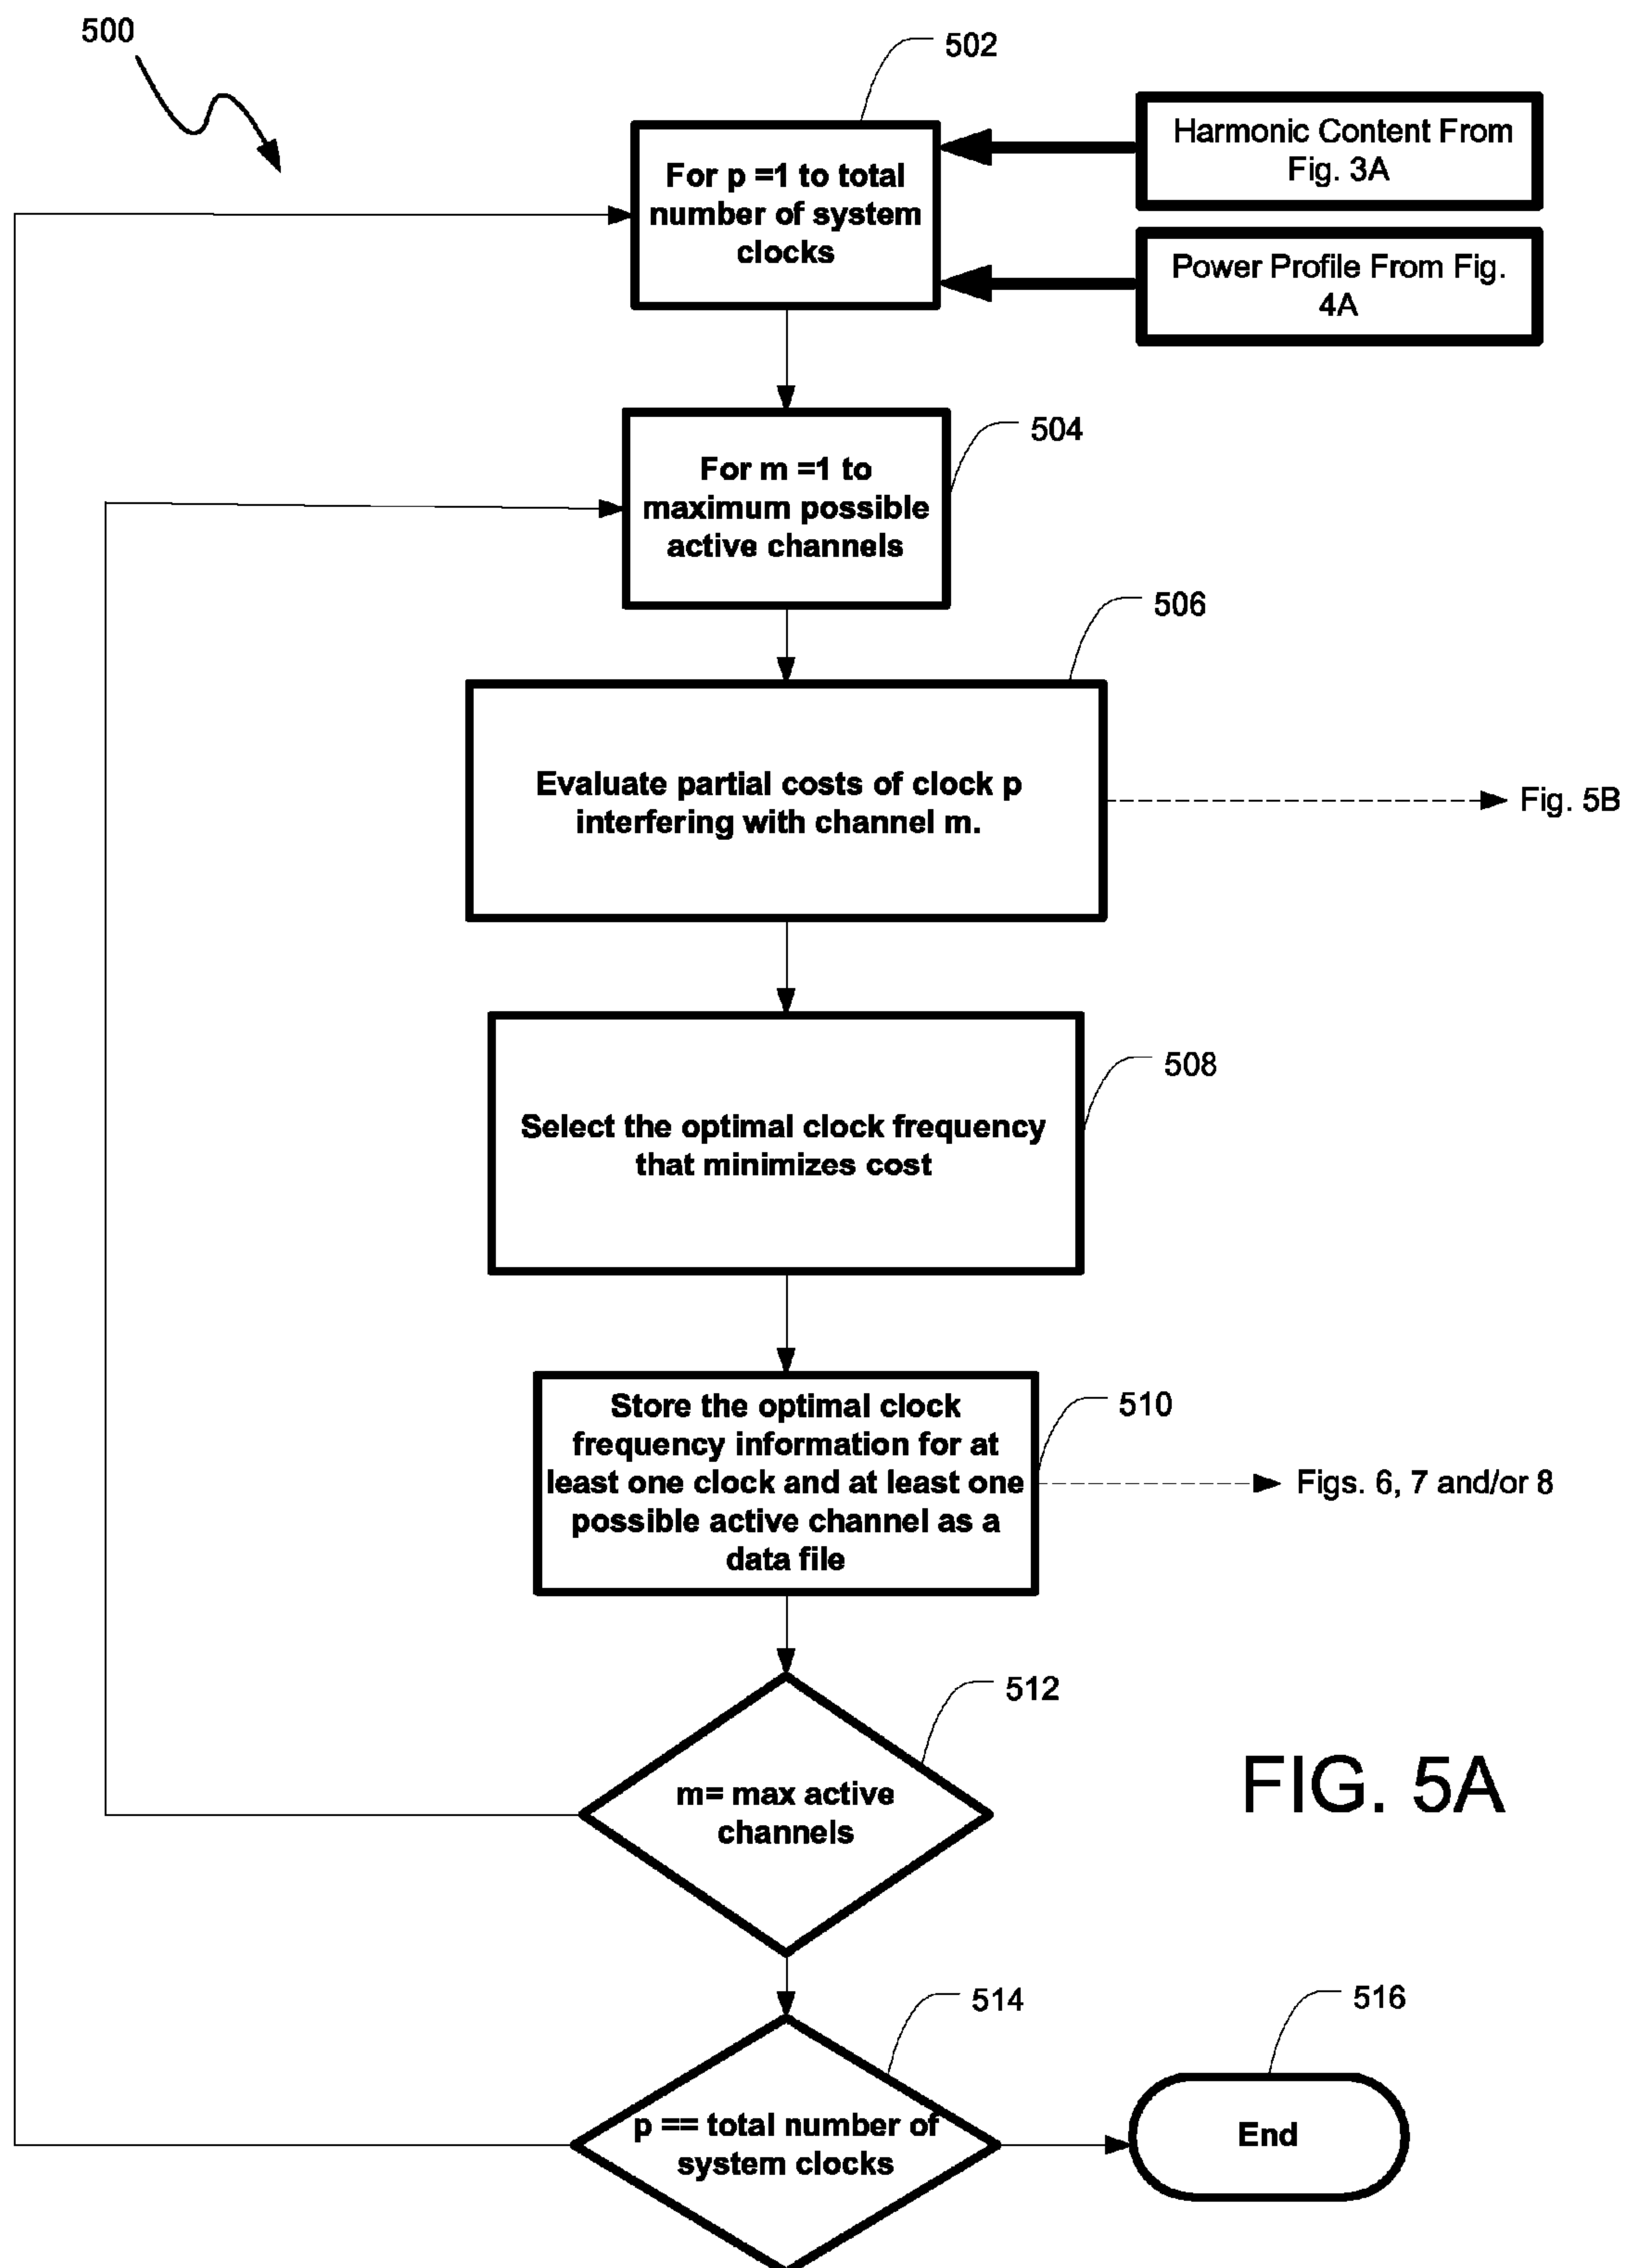 500
502
Harmonic Content From
Fig. 3A
For p =1 to total
number of system
clocks
Power Profile From Fig.
4A
504
For m =1 to
maximum possible
active channels
506
Evaluate partial costs of clock p
interfering with channel m.
Fig. 5B
508
Select the optimal clock frequency
that minimizes cost
510
Store the optimal clock
frequency information for at
least one clock and at least one
possible active channel as a
data file
Figs. 6, 7 and/or 8
512
m= max active
channels
FIG. 5A
514
p == total number of
system clocks
516
End